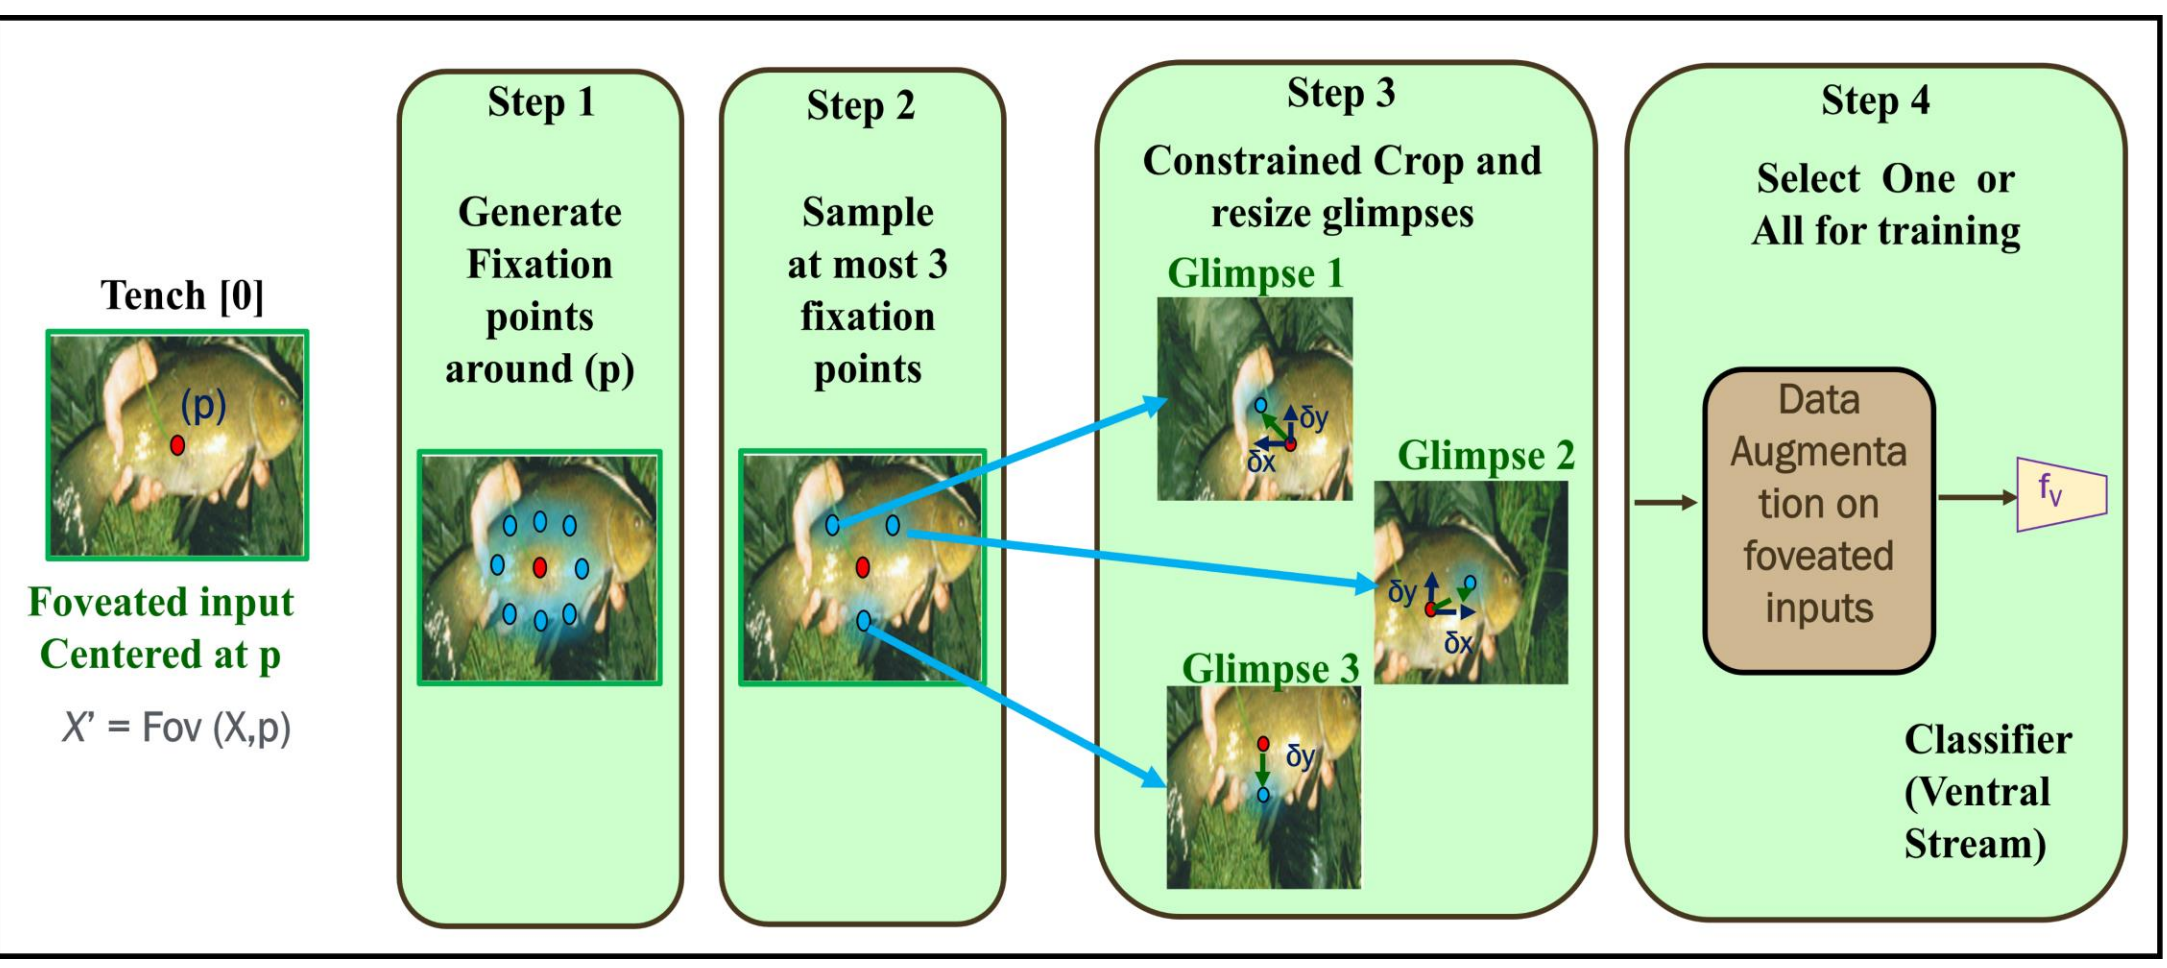 Tench [0]
(p)
Foveated input
Centered at p
X’ = Fov (X,p)
Step 1
Generate
Fixation
points
around (p)
Step 2
Sample
at most 3
fixation
points
Step 3
Constrained Crop and
resize glimpses
Glimpse 1
δy
δx
Glimpse 2
δy
δx
Glimpse 3
δy
Step 4
Select One or
All for training
Data
Augmenta
tion on
foveated
inputs
fv
Classifier
(Ventral
Stream)